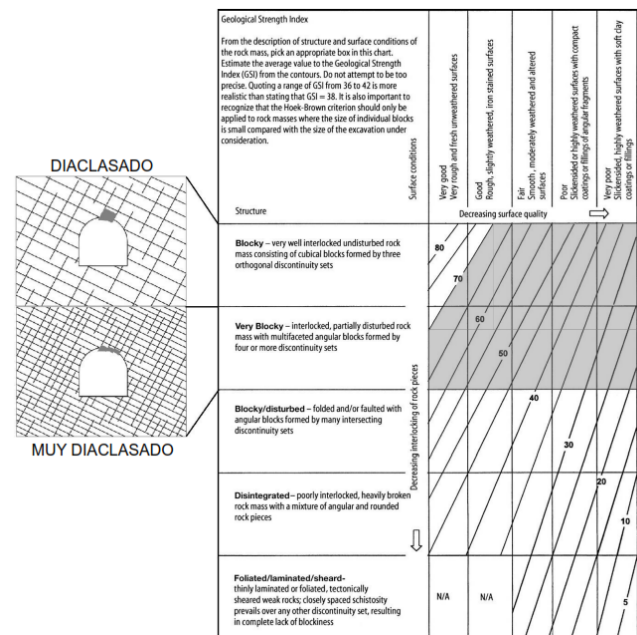 Geological Strength Index
From the description of structure and surface conditions
of the rock mass, pick an appropriate box in this chart.
Estimate the average value to the Geological Strength
Index (GSI) from the contours. Do not attempt to be too
precise. Quoting a range of GSI from 36 to 42 is more
realistic than stating that GSI = 38. It is also important to
recognize that the Hoek-Brown criterion should only be
applied to rock masses where the size of individual blocks
is small compared with the size of the excavation under
consideration.
Structure
Surface conditions
Very good
Very rough and fresh unweathered surfaces
Good
Rough, slightly weathered, iron stained surfaces
Fair
Smooth, moderately weathered and altered
surfaces
Poor
Slickensided or highly weathered surfaces with compact
coatings or fillings of angular fragments
Very poor
Slickensided, highly weathered surfaces with soft clay
coatings or fillings
Decreasing surface quality
DIACLASADO
MUY DIACLASADO
Blocky – very well interlocked undisturbed rock
mass consisting of cubical blocks formed by three
orthogonal discontinuity sets
Very Blocky – interlocked, partially disturbed rock
mass with multifaceted angular blocks formed by
four or more discontinuity sets
Blocky/disturbed – folded and/or faulted with
angular blocks formed by many intersecting
discontinuity sets
Disintegrated – poorly interlocked, heavily broken
rock mass with a mixture of angular and rounded
rock pieces
Foliated/laminated/sheard-
thinly laminated or foliated, tectonically
sheared weak rocks; closely spaced schistosity
prevails over any other discontinuity set, resulting
in complete lack of blockiness
Decreasing interlocking of rock pieces
80
70
60
50
40
30
20
10
N/A
N/A
5